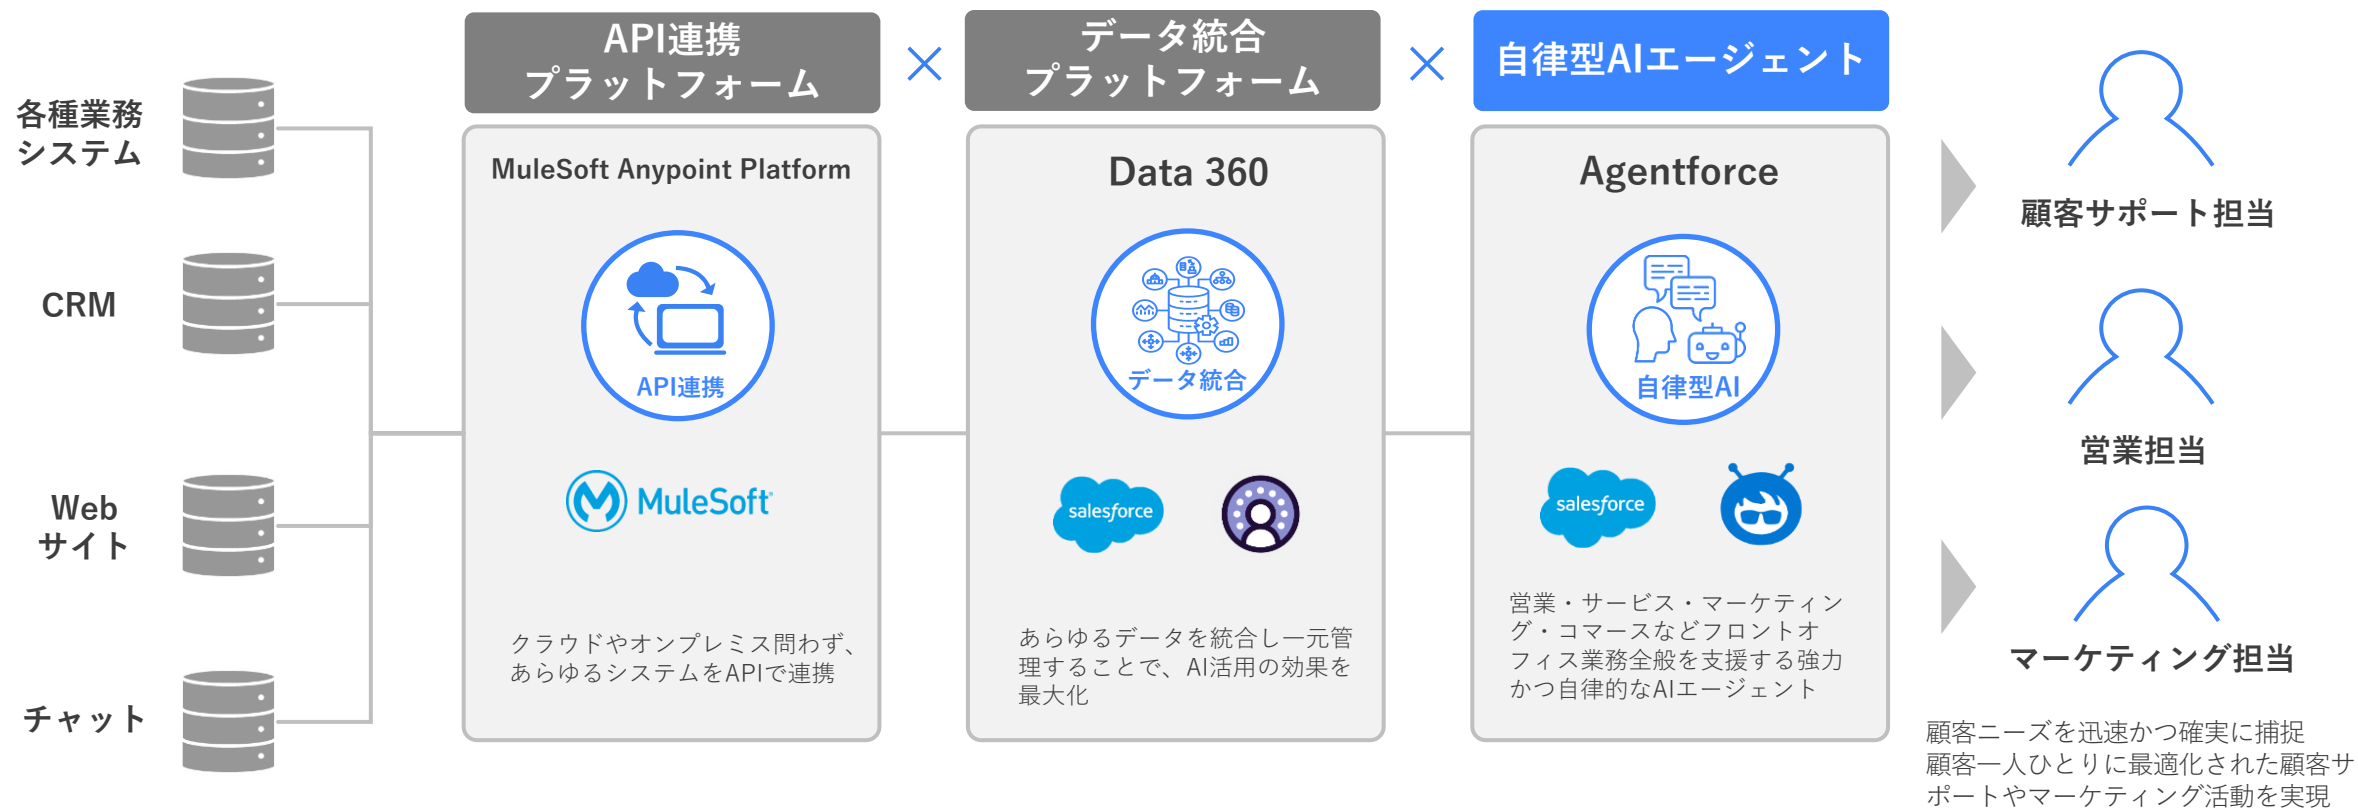 各種業務
システム
CRM
Web
サイト
チャット
API連携
プラットフォーム
MuleSoft Anypoint Platform
API連携
MuleSoft
クラウドやオンプレミス問わず、
あらゆるシステムをAPIで連携
×
データ統合
プラットフォーム
Data 360
データ統合
salesforce
あらゆるデータを統合し一元管
理することで、AI活用の効果を
最大化
×
自律型AIエージェント
Agentforce
自律型AI
salesforce
営業・サービス・マーケティン
グ・コマースなどフロントオ
フィス業務全般を支援する強力
かつ自律的なAIエージェント
顧客サポート担当
営業担当
マーケティング担当
顧客ニーズを迅速かつ確実に捕捉
顧客一人ひとりに最適化された顧客サ
ポートやマーケティング活動を実現